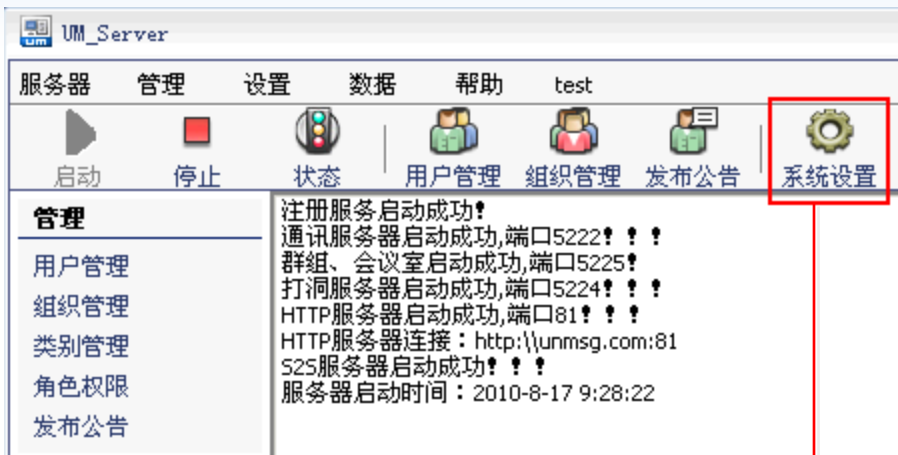 UM_Server
服务器 管理 设置 数据 帮助 test
启动 停止 状态 用户管理 组织管理 发布公告 系统设置
管理
用户管理
组织管理
类别管理
角色权限
发布公告
注册服务启动成功!
通讯服务器启动成功,端口5222!!!
群组、会议室启动成功,端口5225!
打洞服务器启动成功,端口5224!!!
HTTP服务器启动成功,端口81!!!
HTTP服务器连接：http:\\unmsg.com:81
S2S服务器启动成功!!!
服务器启动时间：2010-8-17 9:28:22